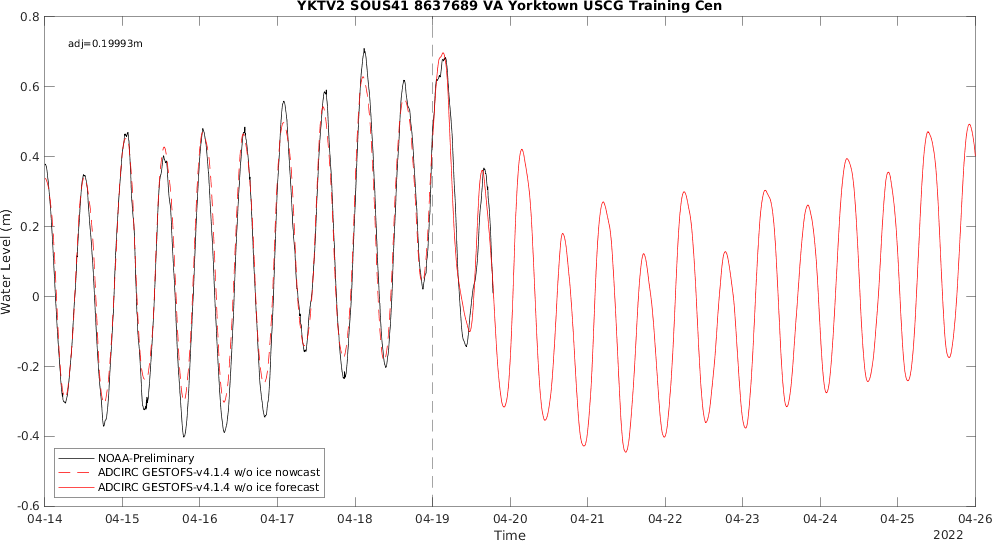 YKTV2 SOUS41 8637689 VA Yorktown USCG Training Cen
adj=0.19993m
0.8
0.6
0.4
0.2
0
-0.2
-0.4
-0.6
Water Level (m)
NOAA-Preliminary
ADCIRC GESTOFS-v4.1.4 w/o ice nowcast
ADCIRC GESTOFS-v4.1.4 w/o ice forecast
04-14 04-15 04-16 04-17 04-18 04-19 04-20 04-21 04-22 04-23 04-24 04-25 04-26
Time
2022